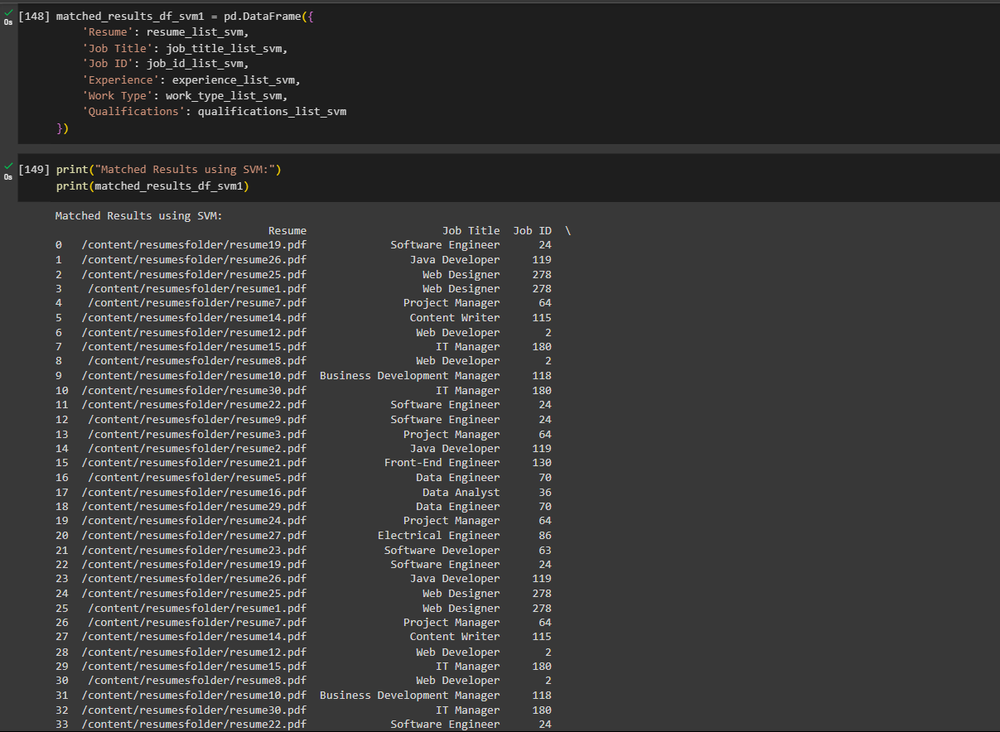 [148] matched_results_df_svm1 = pd.DataFrame({
0s
'Resume': resume_list_svm,
'Job Title': job_title_list_svm,
'Job ID': job_id_list_svm,
'Experience': experience_list_svm,
'Work Type': work_type_list_svm,
'Qualifications': qualifications_list_svm
})
[149] print("Matched Results using SVM:")
0s
print(matched_results_df_svm1)
Matched Results using SVM:
Resume Job Title Job ID \
0 /content/resumesfolder/resume19.pdf Software Engineer 24
1 /content/resumesfolder/resume26.pdf Java Developer 119
2 /content/resumesfolder/resume25.pdf Web Designer 278
3 /content/resumesfolder/resume1.pdf Web Designer 278
4 /content/resumesfolder/resume7.pdf Project Manager 64
5 /content/resumesfolder/resume14.pdf Content Writer 115
6 /content/resumesfolder/resume12.pdf Web Developer 2
7 /content/resumesfolder/resume15.pdf IT Manager 180
8 /content/resumesfolder/resume8.pdf Web Developer 2
9 /content/resumesfolder/resume10.pdf Business Development Manager 118
10 /content/resumesfolder/resume30.pdf IT Manager 180
11 /content/resumesfolder/resume22.pdf Software Engineer 24
12 /content/resumesfolder/resume9.pdf Software Engineer 24
13 /content/resumesfolder/resume3.pdf Project Manager 64
14 /content/resumesfolder/resume2.pdf Java Developer 119
15 /content/resumesfolder/resume21.pdf Front-End Engineer 130
16 /content/resumesfolder/resume5.pdf Data Engineer 70
17 /content/resumesfolder/resume16.pdf Data Analyst 36
18 /content/resumesfolder/resume29.pdf Data Engineer 70
19 /content/resumesfolder/resume24.pdf Project Manager 64
20 /content/resumesfolder/resume27.pdf Electrical Engineer 86
21 /content/resumesfolder/resume23.pdf Software Developer 63
22 /content/resumesfolder/resume19.pdf Software Engineer 24
23 /content/resumesfolder/resume26.pdf Java Developer 119
24 /content/resumesfolder/resume25.pdf Web Designer 278
25 /content/resumesfolder/resume1.pdf Web Designer 278
26 /content/resumesfolder/resume7.pdf Project Manager 64
27 /content/resumesfolder/resume14.pdf Content Writer 115
28 /content/resumesfolder/resume12.pdf Web Developer 2
29 /content/resumesfolder/resume15.pdf IT Manager 180
30 /content/resumesfolder/resume8.pdf Web Developer 2
31 /content/resumesfolder/resume10.pdf Business Development Manager 118
32 /content/resumesfolder/resume30.pdf IT Manager 180
33 /content/resumesfolder/resume22.pdf Software Engineer 24